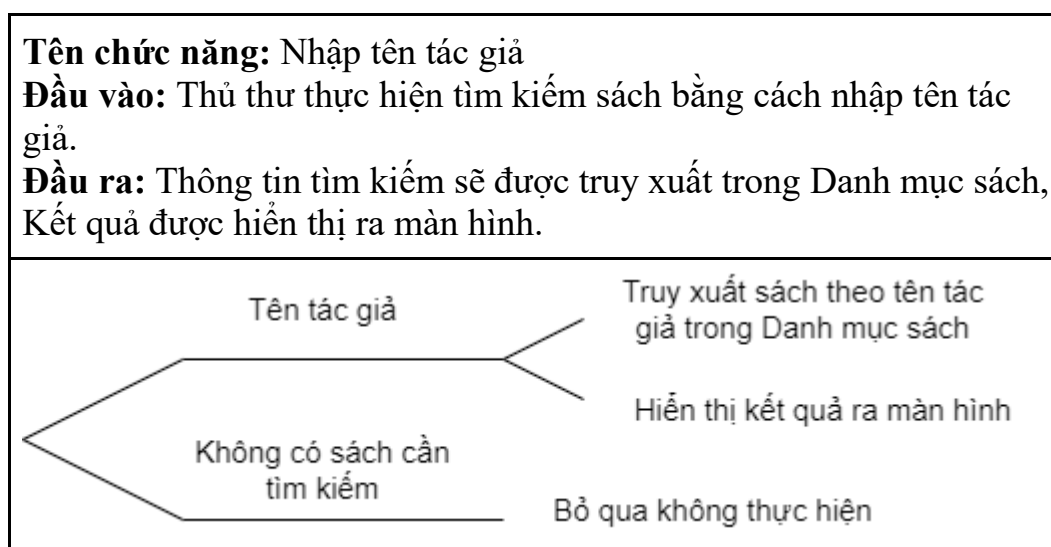 Tên chức năng: Nhập tên tác giả
Đầu vào: Thủ thư thực hiện tìm kiếm sách bằng cách nhập tên tác
giả.
Đầu ra: Thông tin tìm kiếm sẽ được truy xuất trong Danh mục sách,
Kết quả được hiển thị ra màn hình.
Tên tác giả
Truy xuất sách theo tên tác
giả trong Danh mục sách
Hiển thị kết quả ra màn hình
Không có sách cần
tìm kiếm
Bỏ qua không thực hiện